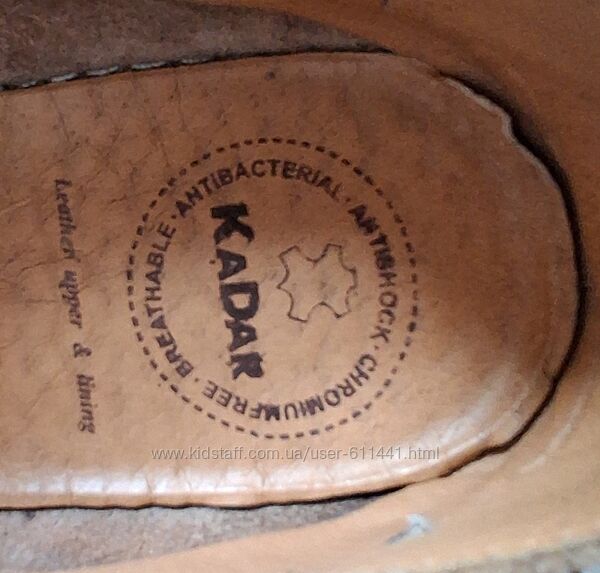 BREATHABLE · ANTIBACTERIAL · ANTISHOCK · CHROMIUMFREE ·
KADAR
Leather upper & lining
www.kidstaff.com.ua/user-611441.html